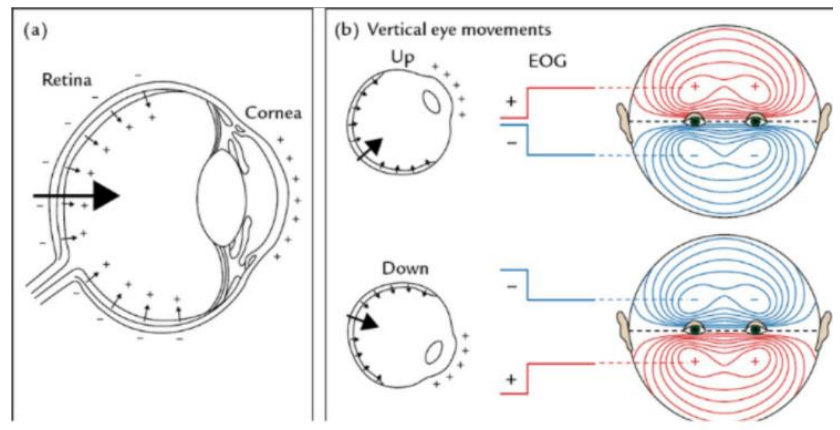 (a)
Retina
Cornea
(b) Vertical eye movements
Up
EOG
+
−
Down
−
+